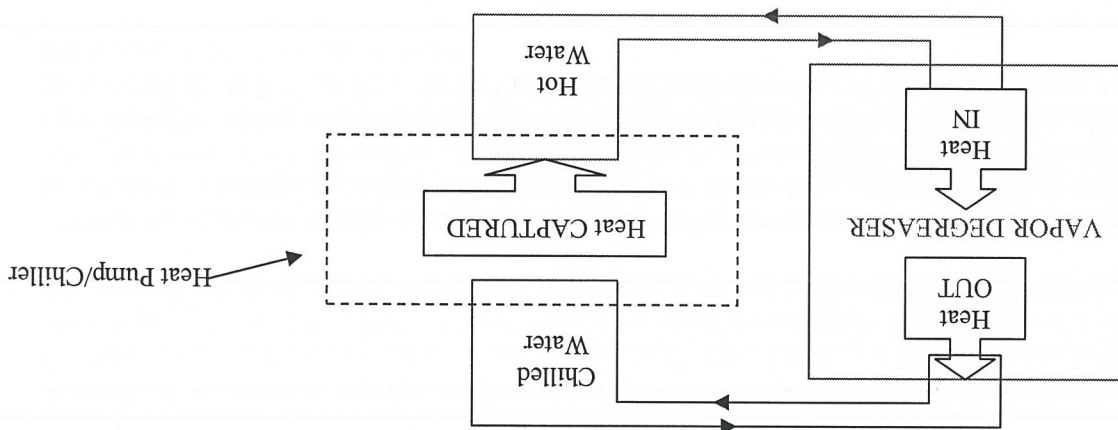 Chilled
Water
Heat
OUT
Heat Pump/Chiller
VAPOR DEGREASER
Heat CAPTURED
Heat
IN
Hot
Water